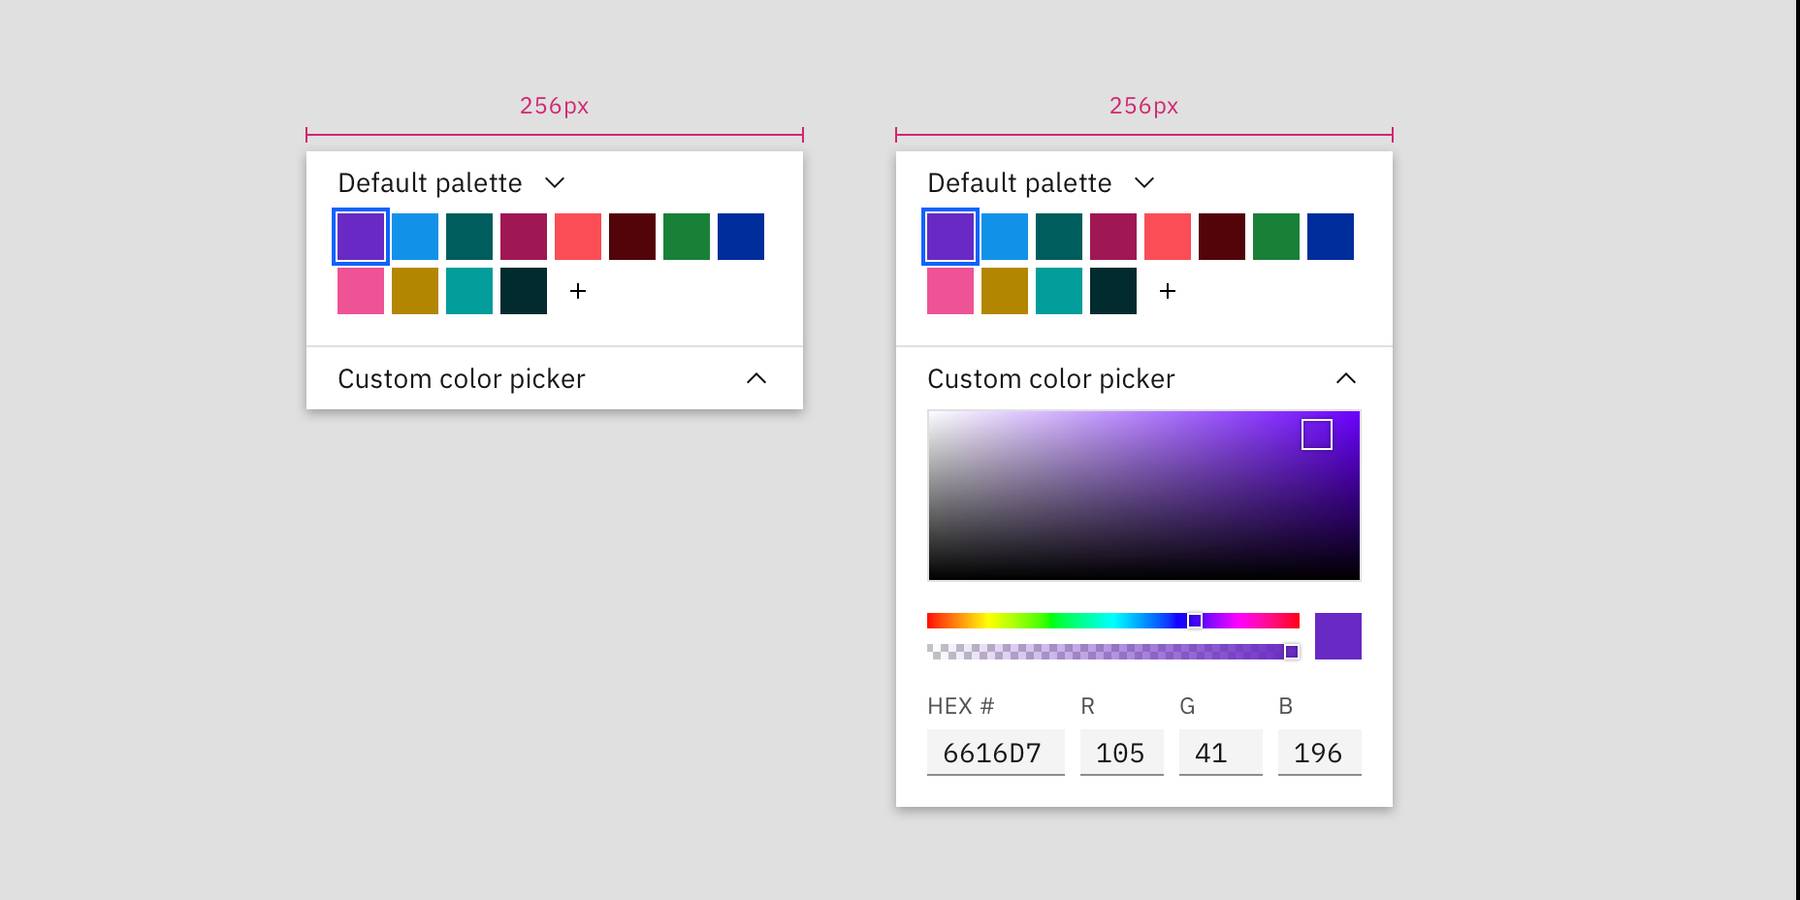 256px
Default palette
+
Custom color picker
256px
Default palette
+
Custom color picker
HEX # R G B
6616D7 105 41 196